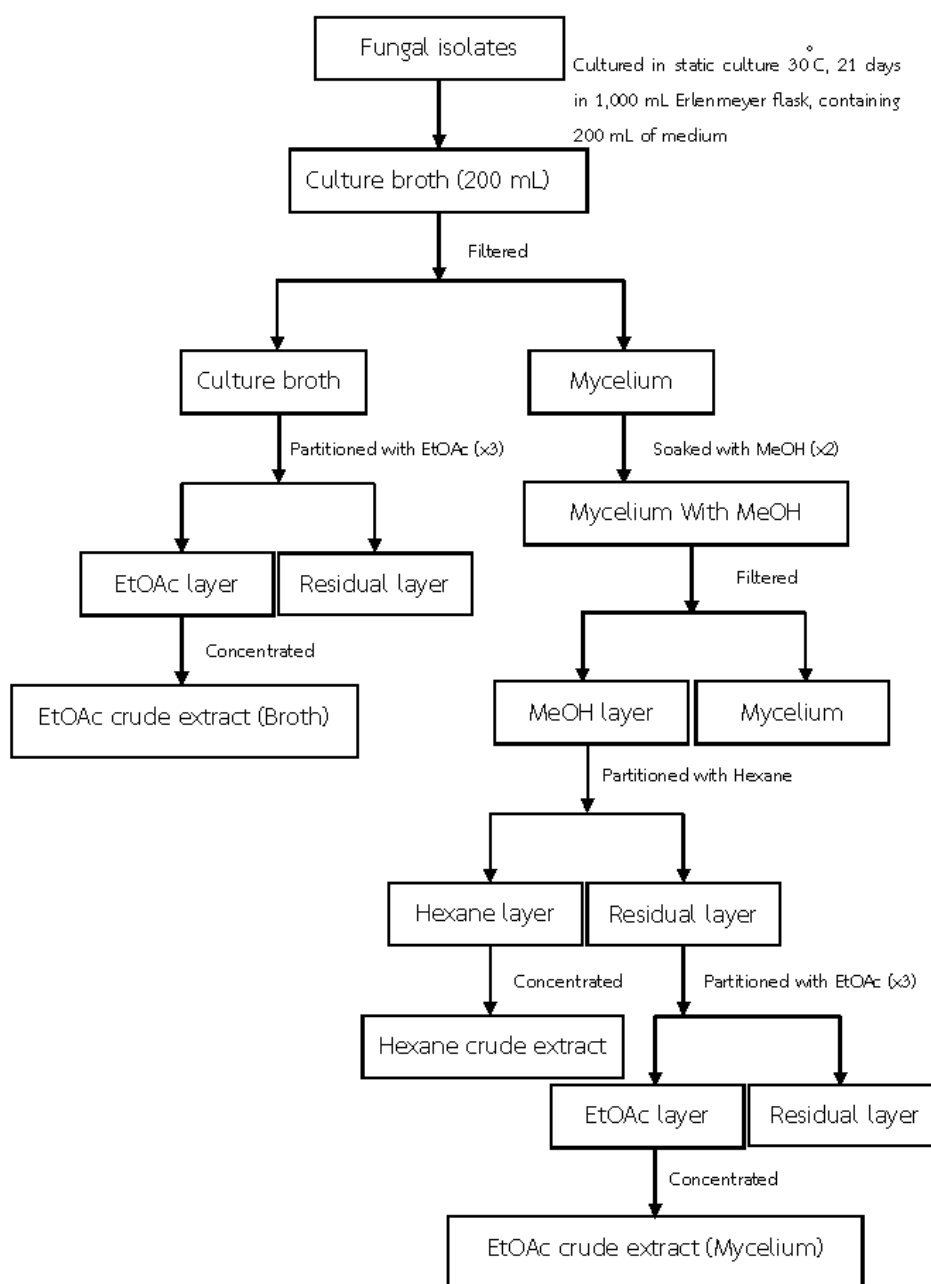 Fungal isolates
Cultured in static culture 30°C, 21 days
in 1,000 mL Erlenmeyer flask, containing
200 mL of medium
Culture broth (200 mL)
Filtered
Culture broth
Mycelium
Partitioned with EtOAc (x3)
Soaked with MeOH (x2)
Mycelium With MeOH
EtOAc layer
Residual layer
Filtered
Concentrated
EtOAc crude extract (Broth)
MeOH layer
Mycelium
Partitioned with Hexane
Hexane layer
Residual layer
Concentrated
Partitioned with EtOAc (x3)
Hexane crude extract
EtOAc layer
Residual layer
Concentrated
EtOAc crude extract (Mycelium)